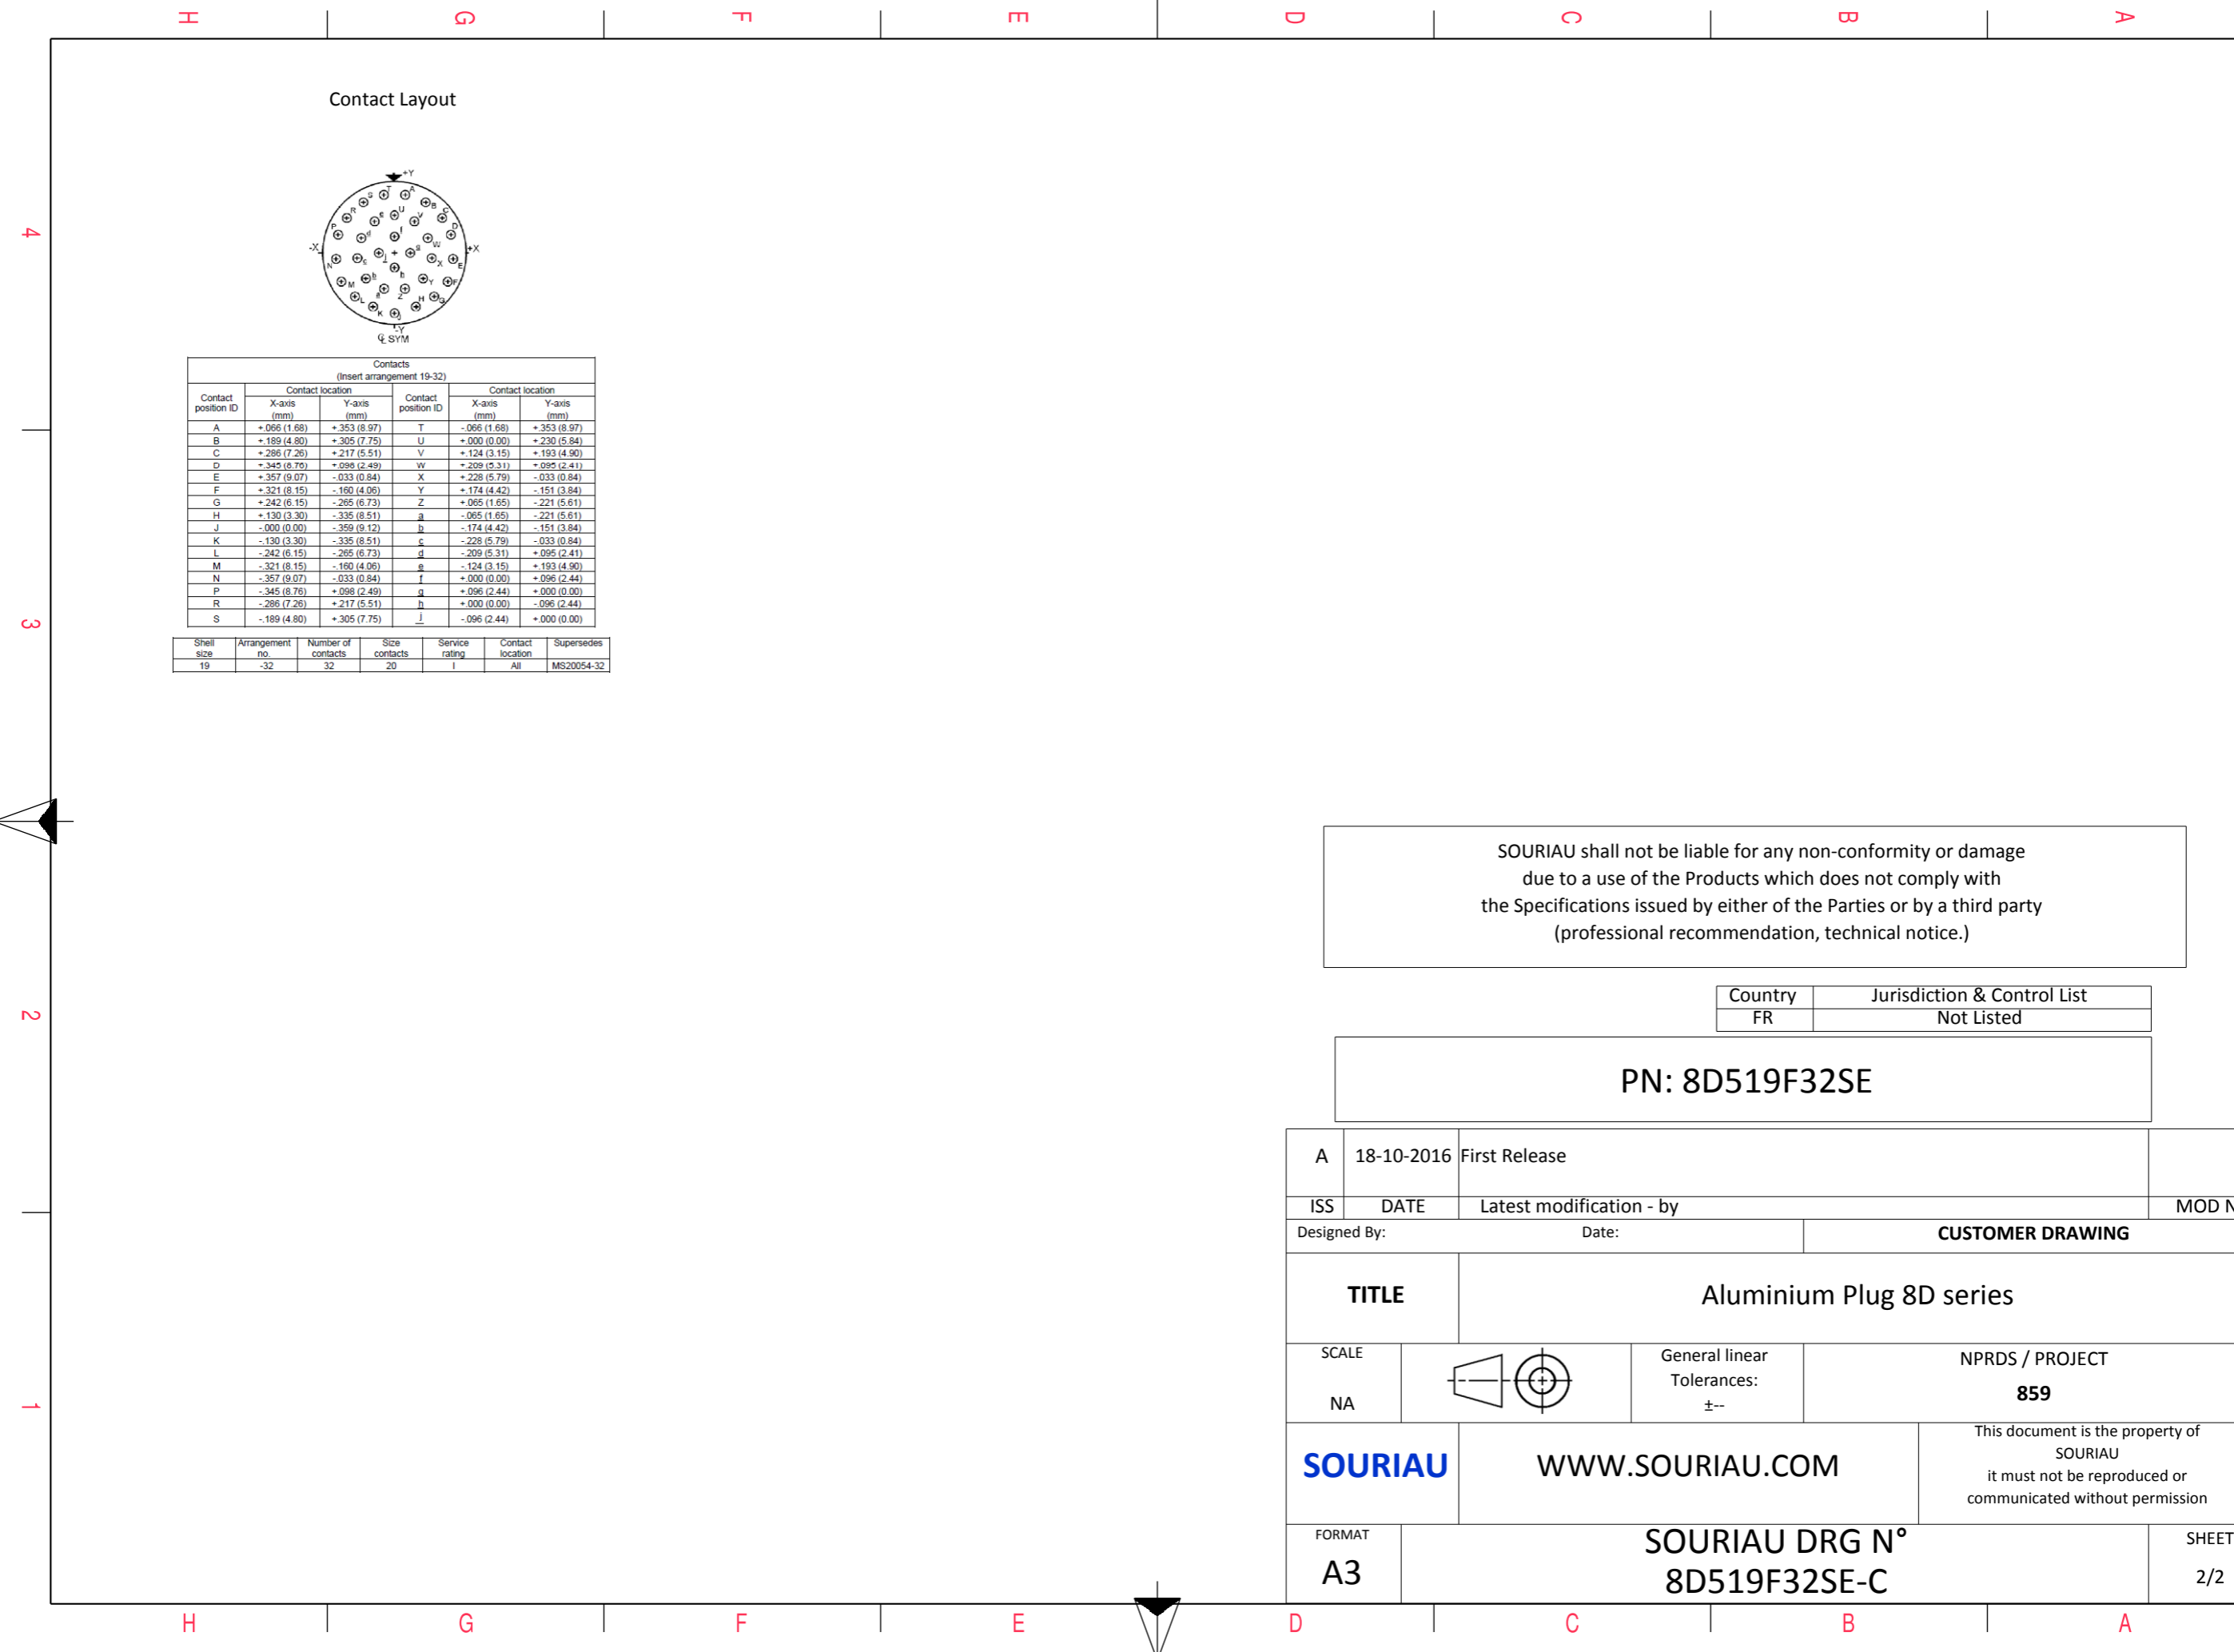 H G F E D C B A
Contact Layout
+Y
T A
S B
R e U V C
P d f W D
-X +X
j g
N c X E
M b h Y F
L a Z H G
K J
-Y
℄ SYM
Contacts
(Insert arrangement 19-32)
Contact position ID | Contact location | Contact position ID | Contact location
X-axis (mm) | Y-axis (mm) | X-axis (mm) | Y-axis (mm)
A +.066 (1.68) +.353 (8.97) T -.066 (1.68) +.353 (8.97)
B +.189 (4.80) +.305 (7.75) U +.000 (0.00) +.230 (5.84)
C +.286 (7.26) +.217 (5.51) V +.124 (3.15) +.193 (4.90)
D +.345 (8.76) +.098 (2.49) W +.209 (5.31) +.095 (2.41)
E +.357 (9.07) -.033 (0.84) X +.228 (5.79) -.033 (0.84)
F +.321 (8.15) -.160 (4.06) Y +.174 (4.42) -.151 (3.84)
G +.242 (6.15) -.265 (6.73) Z +.065 (1.65) -.221 (5.61)
H +.130 (3.30) -.335 (8.51) a -.065 (1.65) -.221 (5.61)
J -.000 (0.00) -.359 (9.12) b -.174 (4.42) -.151 (3.84)
K -.130 (3.30) -.335 (8.51) c -.228 (5.79) -.033 (0.84)
L -.242 (6.15) -.265 (6.73) d -.209 (5.31) +.095 (2.41)
M -.321 (8.15) -.160 (4.06) e -.124 (3.15) +.193 (4.90)
N -.357 (9.07) -.033 (0.84) f +.000 (0.00) +.096 (2.44)
P -.345 (8.76) +.098 (2.49) g +.096 (2.44) +.000 (0.00)
R -.286 (7.26) +.217 (5.51) h +.000 (0.00) -.096 (2.44)
S -.189 (4.80) +.305 (7.75) j -.096 (2.44) +.000 (0.00)
Shell size | Arrangement no. | Number of contacts | Size contacts | Service rating | Contact location | Supersedes
19 -32 32 20 I All MS20054-32
4
3
2
1
SOURIAU shall not be liable for any non-conformity or damage
due to a use of the Products which does not comply with
the Specifications issued by either of the Parties or by a third party
(professional recommendation, technical notice.)
Country Jurisdiction & Control List
FR Not Listed
PN: 8D519F32SE
A 18-10-2016 First Release
ISS DATE Latest modification - by MOD N
Designed By: Date: CUSTOMER DRAWING
TITLE Aluminium Plug 8D series
SCALE
NA
General linear
Tolerances:
±--
NPRDS / PROJECT
859
SOURIAU
WWW.SOURIAU.COM
This document is the property of
SOURIAU
it must not be reproduced or
communicated without permission
FORMAT
A3
SOURIAU DRG N°
8D519F32SE-C
SHEET
2/2
H G F E D C B A